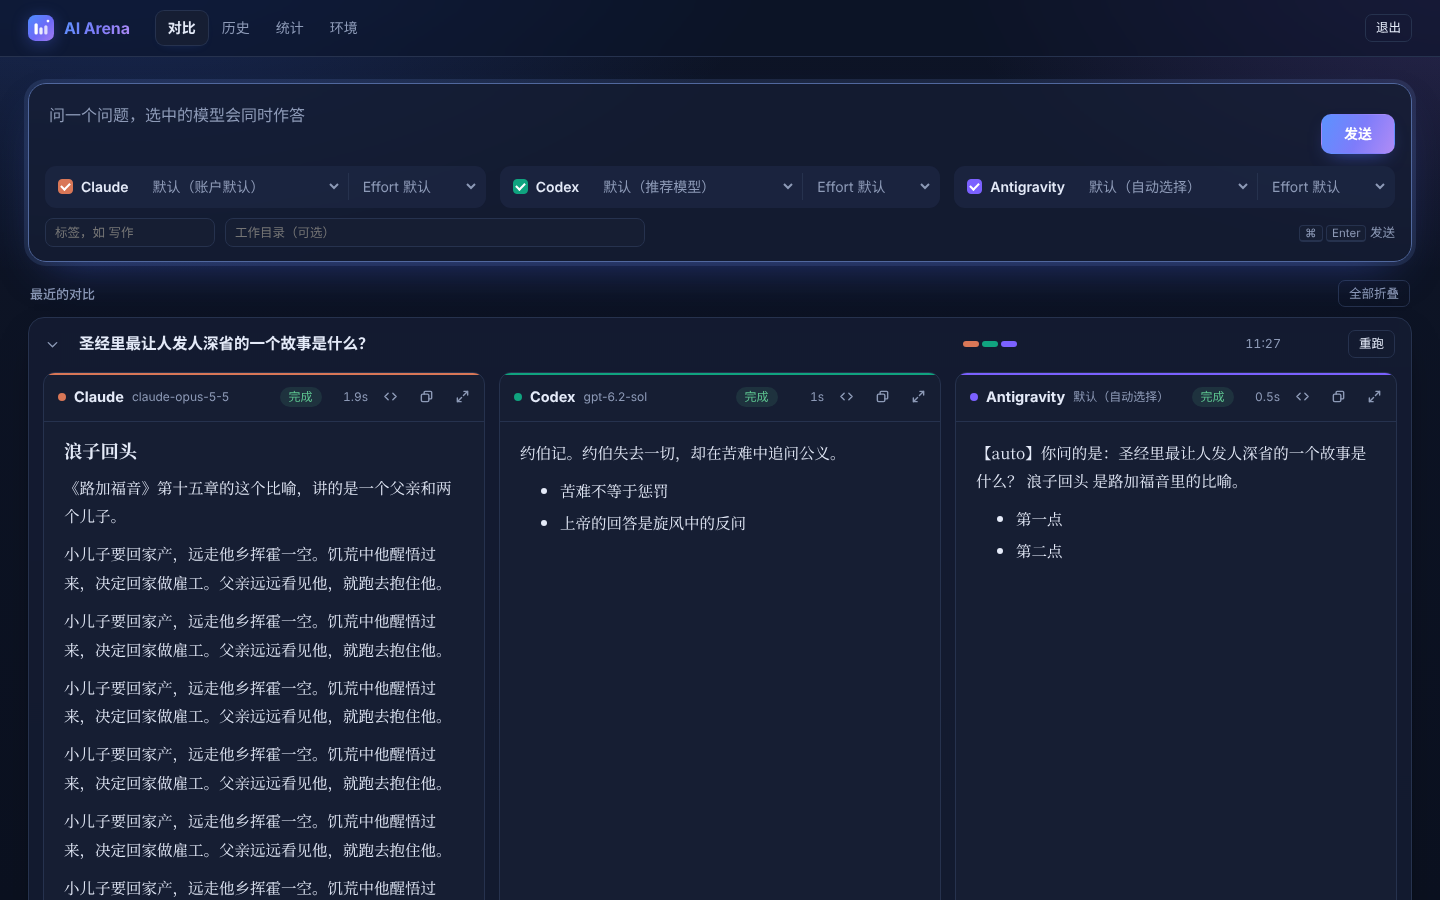 AI Arena
对比
历史
统计
环境
退出
问一个问题，选中的模型会同时作答
发送
Claude
默认（账户默认）
Effort 默认
Codex
默认（推荐模型）
Effort 默认
Antigravity
默认（自动选择）
Effort 默认
标签，如 写作
工作目录（可选）
⌘ Enter 发送
最近的对比
全部折叠
圣经里最让人发人深省的一个故事是什么？
11:27
重跑
Claude claude-opus-5-5 完成 1.9s
浪子回头
《路加福音》第十五章的这个比喻，讲的是一个父亲和两
个儿子。
小儿子要回家产，远走他乡挥霍一空。饥荒中他醒悟过
来，决定回家做雇工。父亲远远看见他，就跑去抱住他。
小儿子要回家产，远走他乡挥霍一空。饥荒中他醒悟过
来，决定回家做雇工。父亲远远看见他，就跑去抱住他。
小儿子要回家产，远走他乡挥霍一空。饥荒中他醒悟过
来，决定回家做雇工。父亲远远看见他，就跑去抱住他。
小儿子要回家产，远走他乡挥霍一空。饥荒中他醒悟过
来，决定回家做雇工。父亲远远看见他，就跑去抱住他。
小儿子要回家产，远走他乡挥霍一空。饥荒中他醒悟过
来，决定回家做雇工。父亲远远看见他，就跑去抱住他。
小儿子要回家产，远走他乡挥霍一空。饥荒中他醒悟过
Codex gpt-6.2-sol 完成 1s
约伯记。约伯失去一切，却在苦难中追问公义。
苦难不等于惩罚
上帝的回答是旋风中的反问
Antigravity 默认（自动选择） 完成 0.5s
【auto】你问的是：圣经里最让人发人深省的一个故事是
什么？ 浪子回头 是路加福音里的比喻。
第一点
第二点